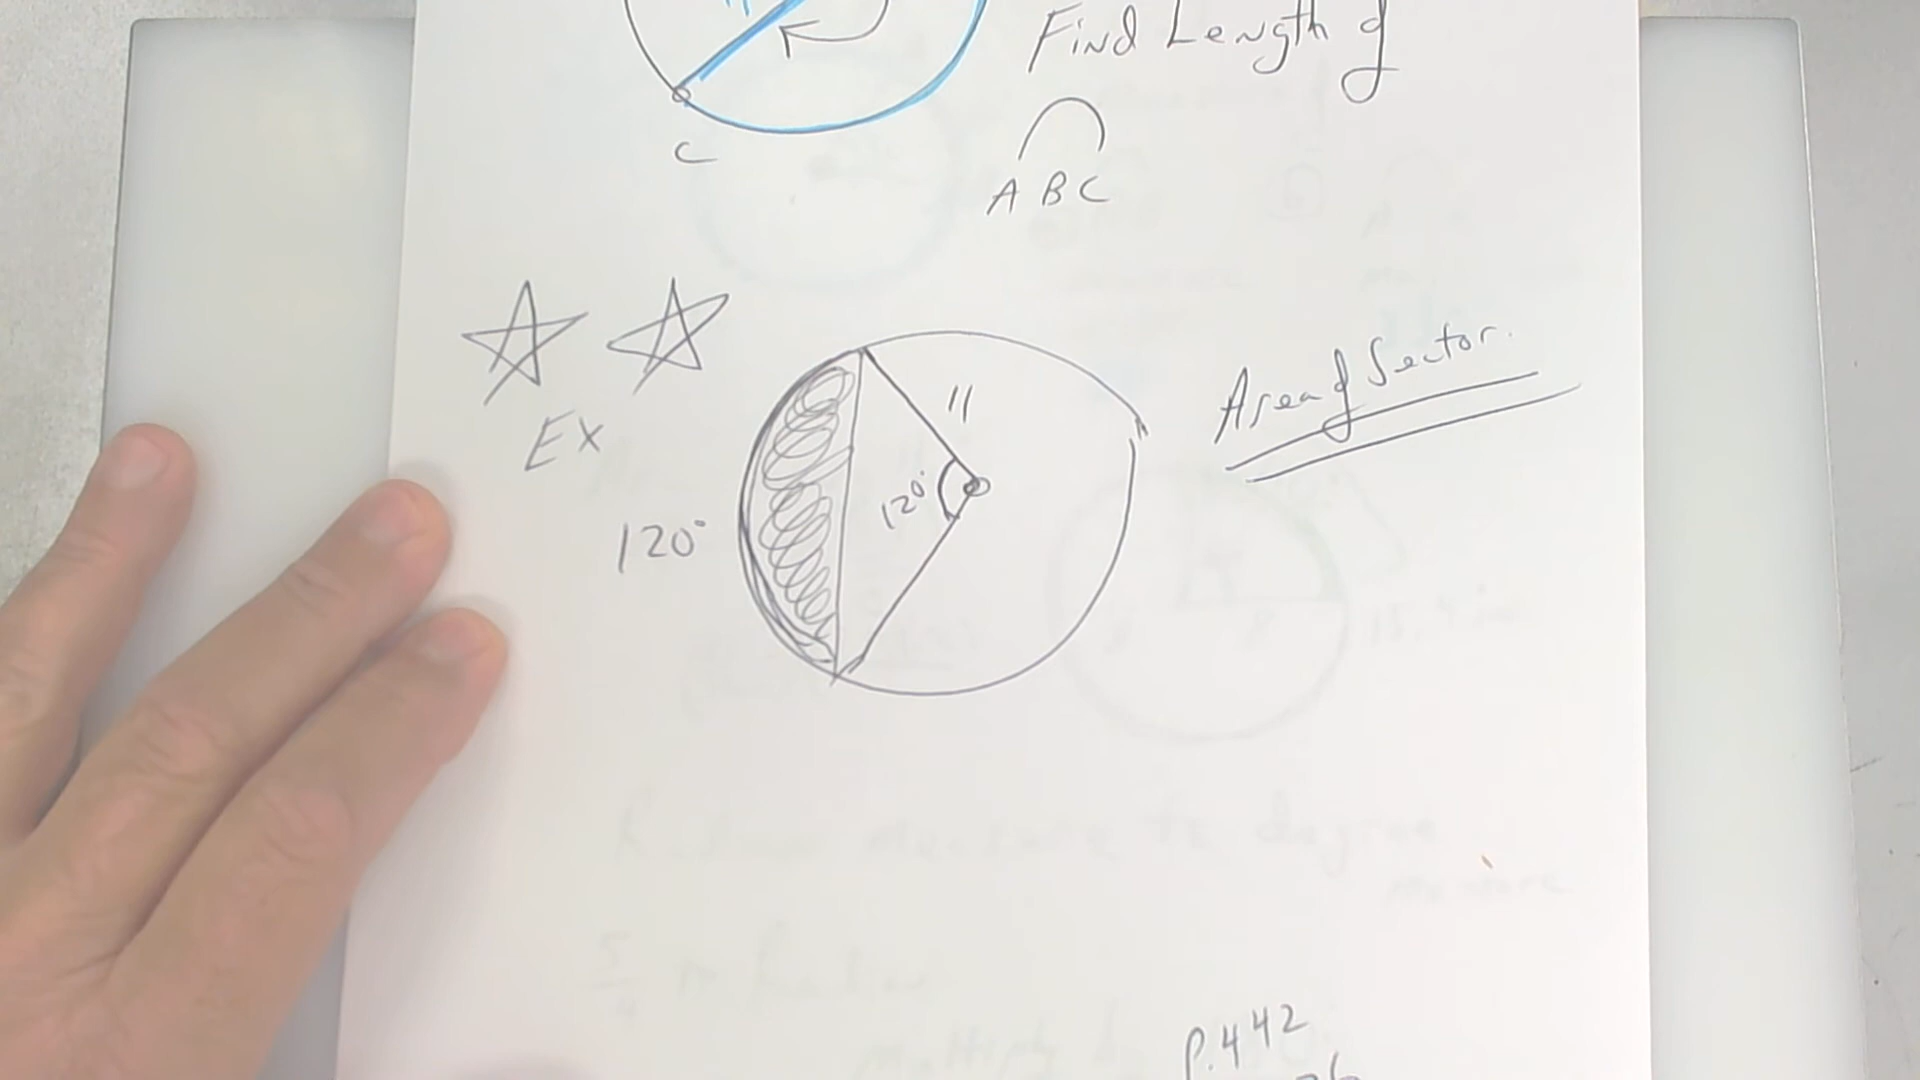 Find Length of
C
ABC
EX
11
Area of Sector.
120°
120°
P.442